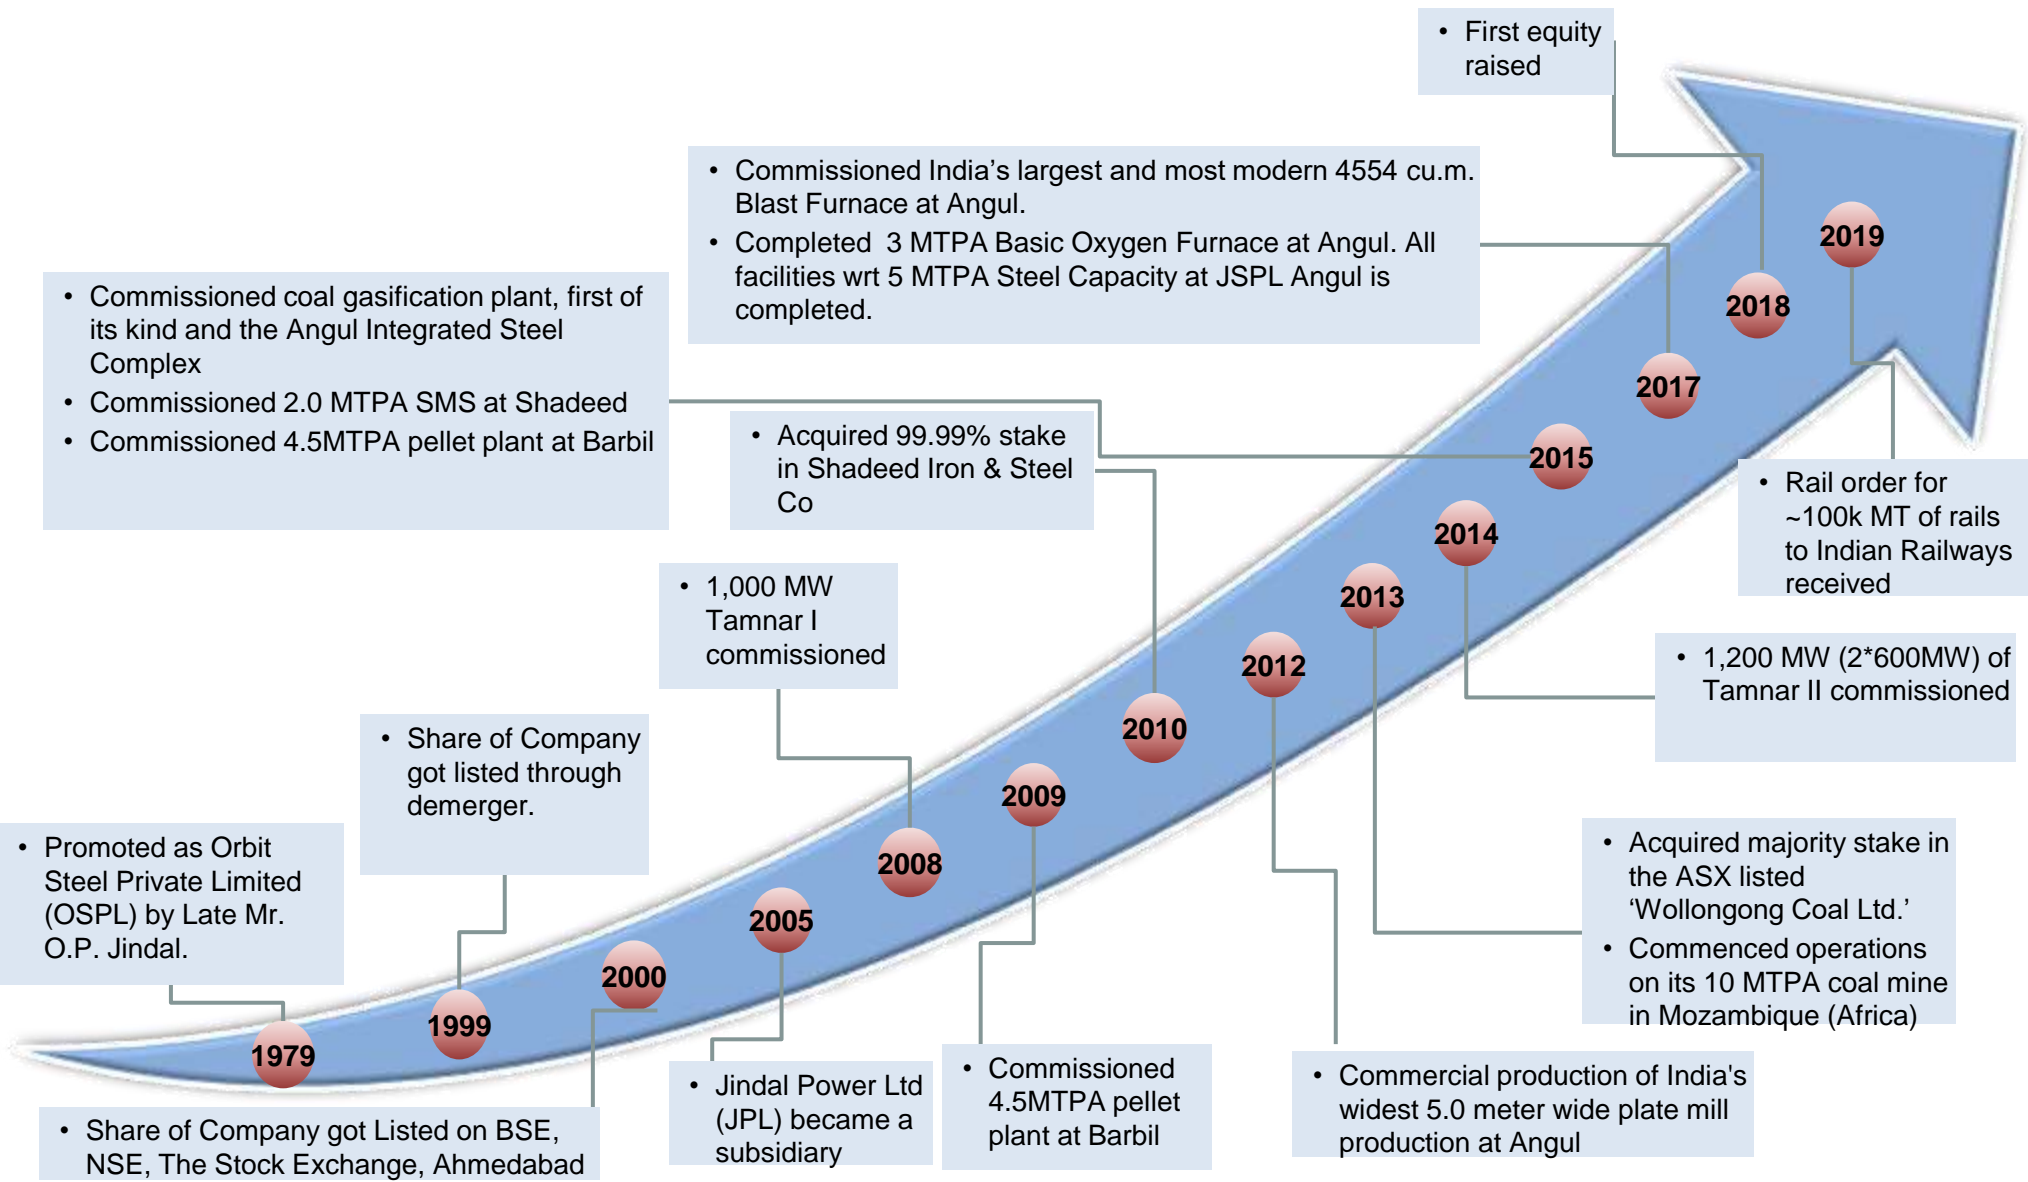 • First equity
raised
• Commissioned India’s largest and most modern 4554 cu.m.
Blast Furnace at Angul.
• Completed 3 MTPA Basic Oxygen Furnace at Angul. All
facilities wrt 5 MTPA Steel Capacity at JSPL Angul is
completed.
• Commissioned coal gasification plant, first of
its kind and the Angul Integrated Steel
Complex
• Commissioned 2.0 MTPA SMS at Shadeed
• Commissioned 4.5MTPA pellet plant at Barbil
• Acquired 99.99% stake
in Shadeed Iron & Steel
Co
• 1,000 MW
Tamnar I
commissioned
• Share of Company
got listed through
demerger.
• Promoted as Orbit
Steel Private Limited
(OSPL) by Late Mr.
O.P. Jindal.
1979
1999
2000
2005
2008
2009
2010
2012
2013
2014
2015
2017
2018
2019
• Rail order for
~100k MT of rails
to Indian Railways
received
• 1,200 MW (2*600MW) of
Tamnar II commissioned
• Acquired majority stake in
the ASX listed
‘Wollongong Coal Ltd.’
• Commenced operations
on its 10 MTPA coal mine
in Mozambique (Africa)
• Share of Company got Listed on BSE,
NSE, The Stock Exchange, Ahmedabad
• Jindal Power Ltd
(JPL) became a
subsidiary
• Commissioned
4.5MTPA pellet
plant at Barbil
• Commercial production of India's
widest 5.0 meter wide plate mill
production at Angul